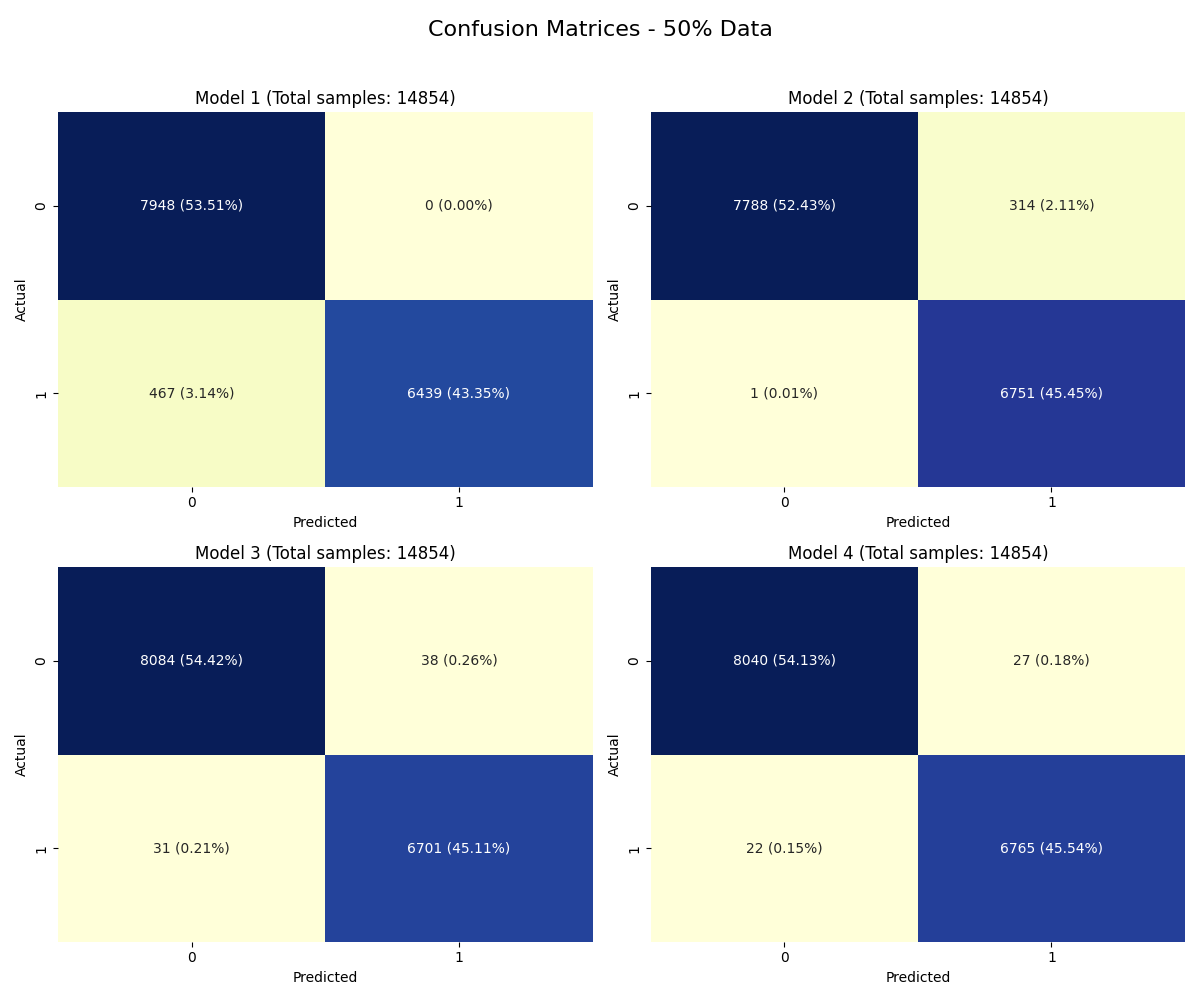 Confusion Matrices - 50% Data
Model 1 (Total samples: 14854)
Actual
0
1
7948 (53.51%)
0 (0.00%)
467 (3.14%)
6439 (43.35%)
0
1
Predicted
Model 2 (Total samples: 14854)
Actual
0
1
7788 (52.43%)
314 (2.11%)
1 (0.01%)
6751 (45.45%)
0
1
Predicted
Model 3 (Total samples: 14854)
Actual
0
1
8084 (54.42%)
38 (0.26%)
31 (0.21%)
6701 (45.11%)
0
1
Predicted
Model 4 (Total samples: 14854)
Actual
0
1
8040 (54.13%)
27 (0.18%)
22 (0.15%)
6765 (45.54%)
0
1
Predicted